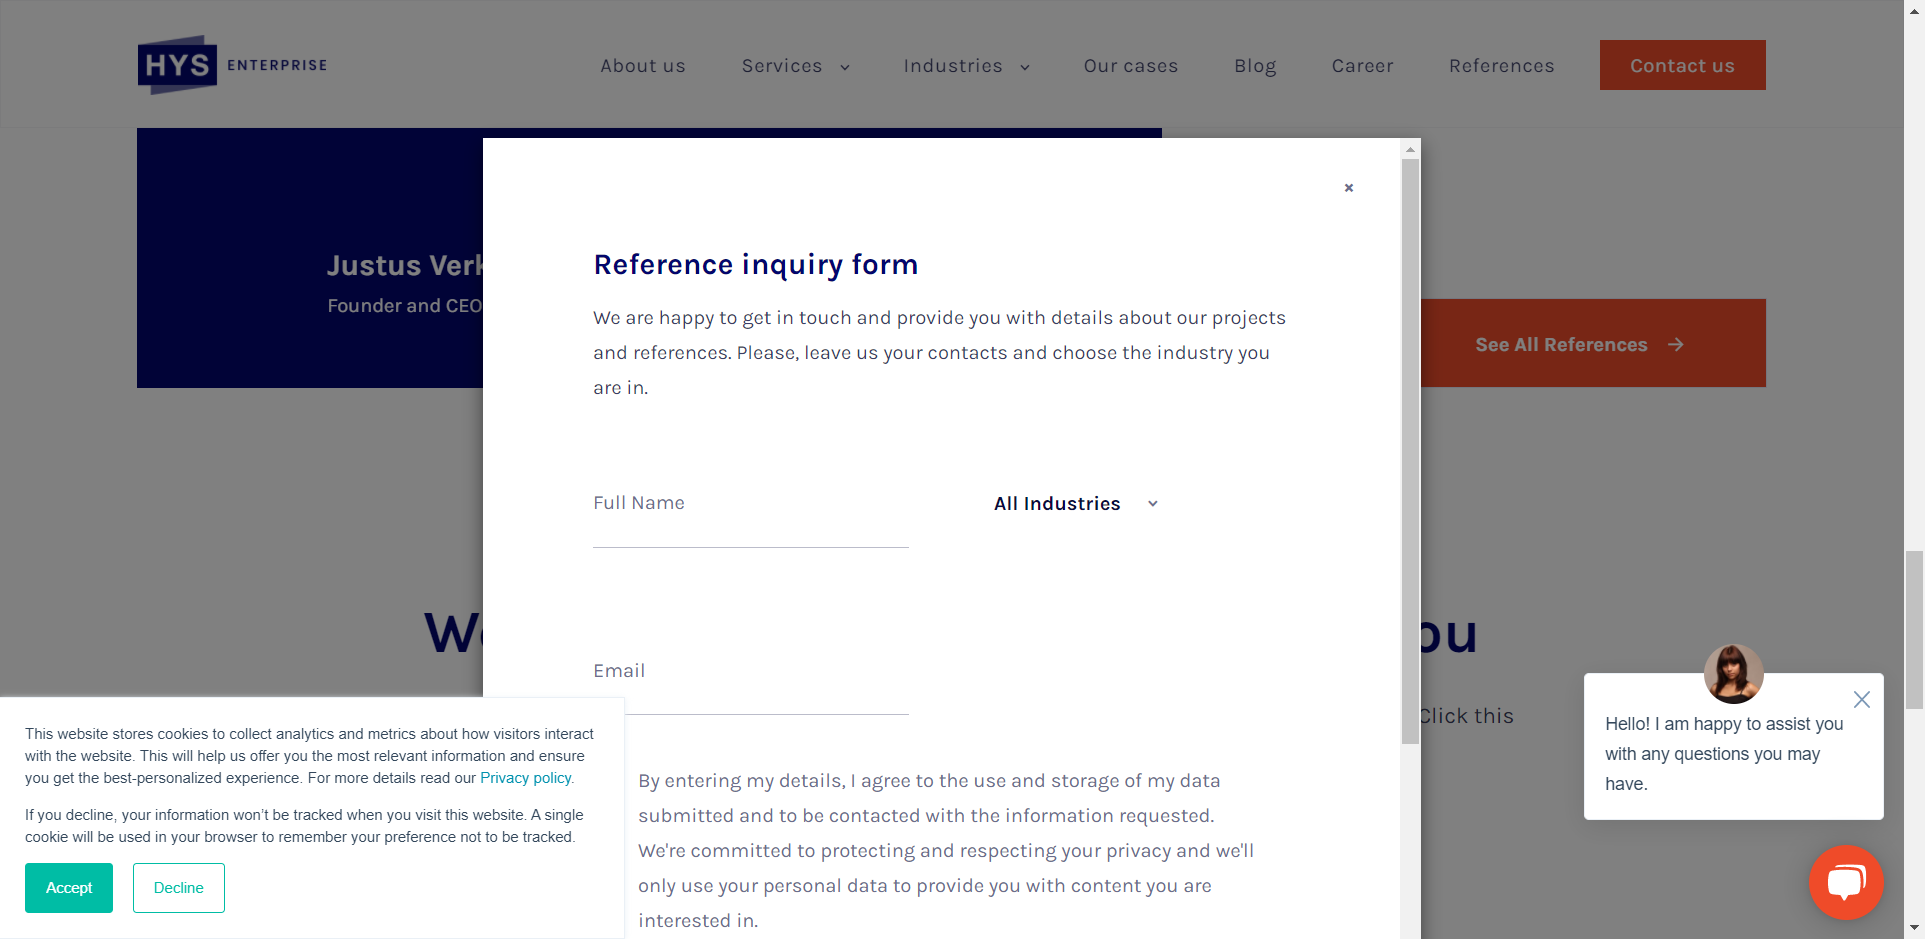 HYS ENTERPRISE
About us
Services
Industries
Our cases
Blog
Career
References
Contact us
×
Justus Verk
Founder and CEO
Reference inquiry form
We are happy to get in touch and provide you with details about our projects
and references. Please, leave us your contacts and choose the industry you
are in.
See All References →
Full Name
All Industries
Email
By entering my details, I agree to the use and storage of my data
submitted and to be contacted with the information requested.
We're committed to protecting and respecting your privacy and we'll
only use your personal data to provide you with content you are
interested in.
ou
Click this
This website stores cookies to collect analytics and metrics about how visitors interact
with the website. This will help us offer you the most relevant information and ensure
you get the best-personalized experience. For more details read our Privacy policy.
If you decline, your information won’t be tracked when you visit this website. A single
cookie will be used in your browser to remember your preference not to be tracked.
Accept
Decline
Hello! I am happy to assist you
with any questions you may
have.